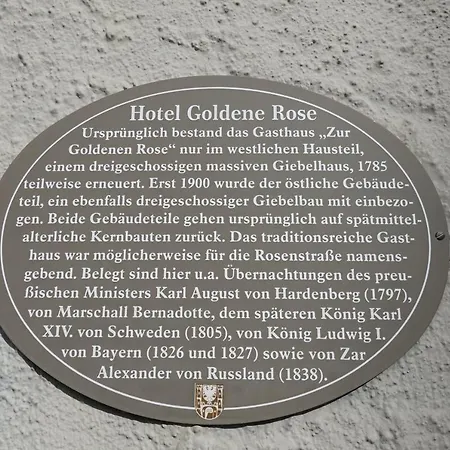 Hotel Goldene Rose
Ursprünglich bestand das Gasthaus „Zur
Goldenen Rose“ nur im westlichen Hausteil,
einem dreigeschossigen massiven Giebelhaus, 1785
teilweise erneuert. Erst 1900 wurde der östliche Gebäude-
teil, ein ebenfalls dreigeschossiger Giebelbau mit einbezo-
gen. Beide Gebäudeteile gehen ursprünglich auf spätmittel-
alterliche Kernbauten zurück. Das traditionsreiche Gast-
haus war möglicherweise für die Rosenstraße namens-
gebend. Belegt sind hier u.a. Übernachtungen des preu-
ßischen Ministers Karl August von Hardenberg (1797),
von Marschall Bernadotte, dem späteren König Karl
XIV. von Schweden (1805), von König Ludwig I.
von Bayern (1826 und 1827) sowie von Zar
Alexander von Russland (1838).